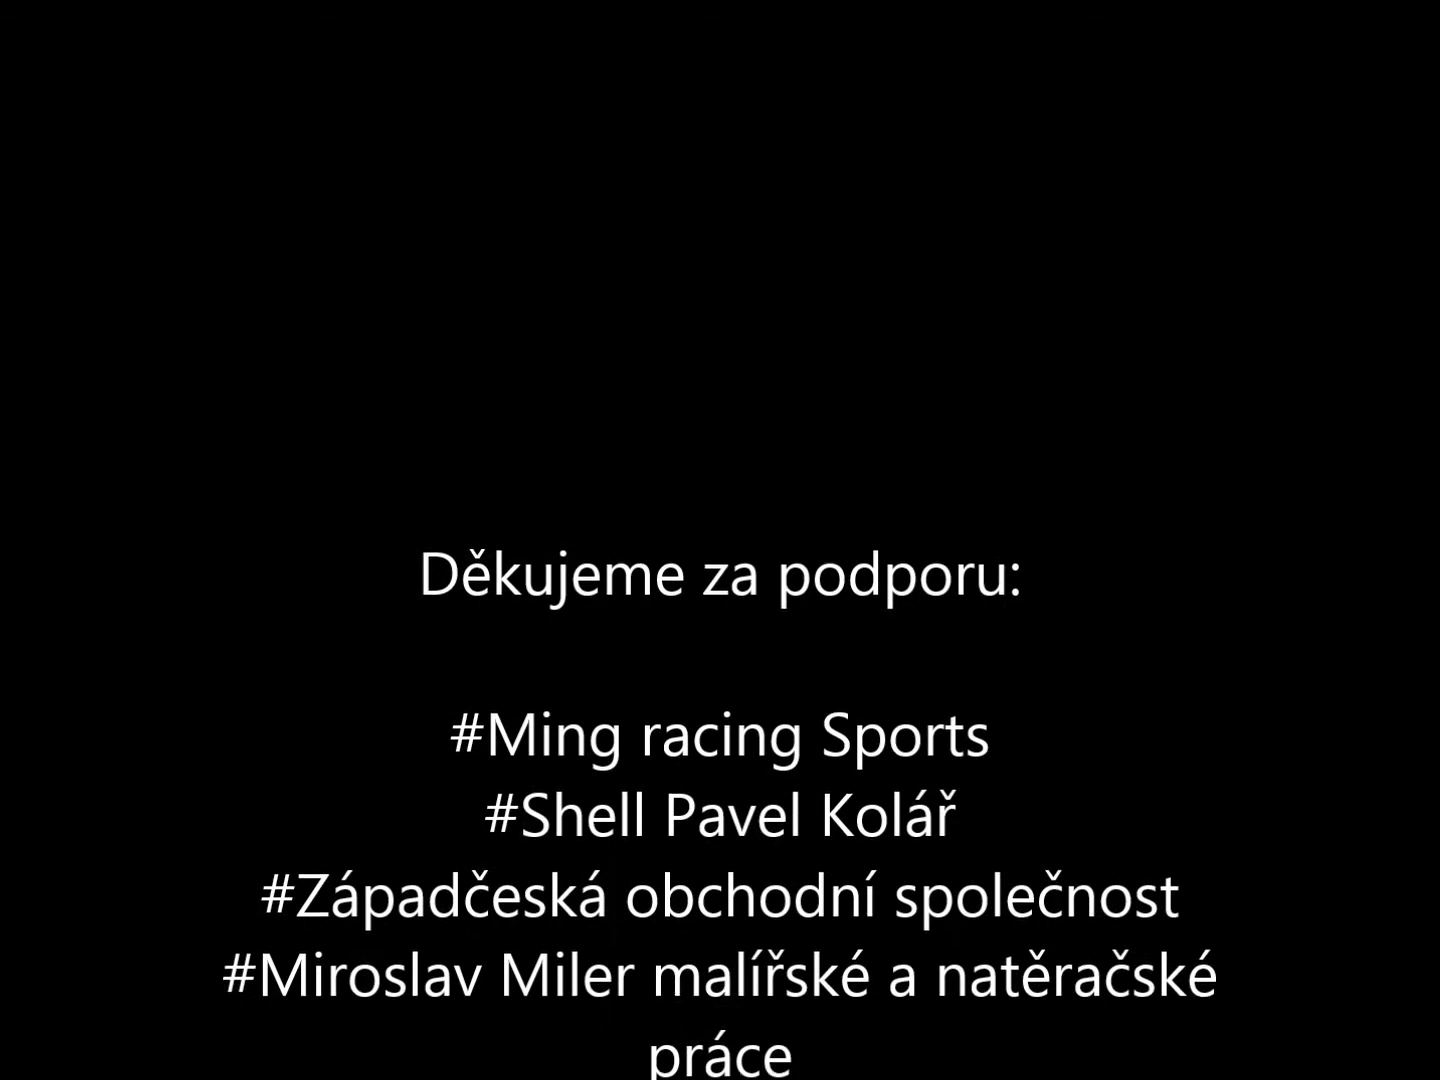 Děkujeme za podporu:
#Ming racing Sports
#Shell Pavel Kolář
#Západčeská obchodní společnost
#Miroslav Miler malířské a natěračské
práce